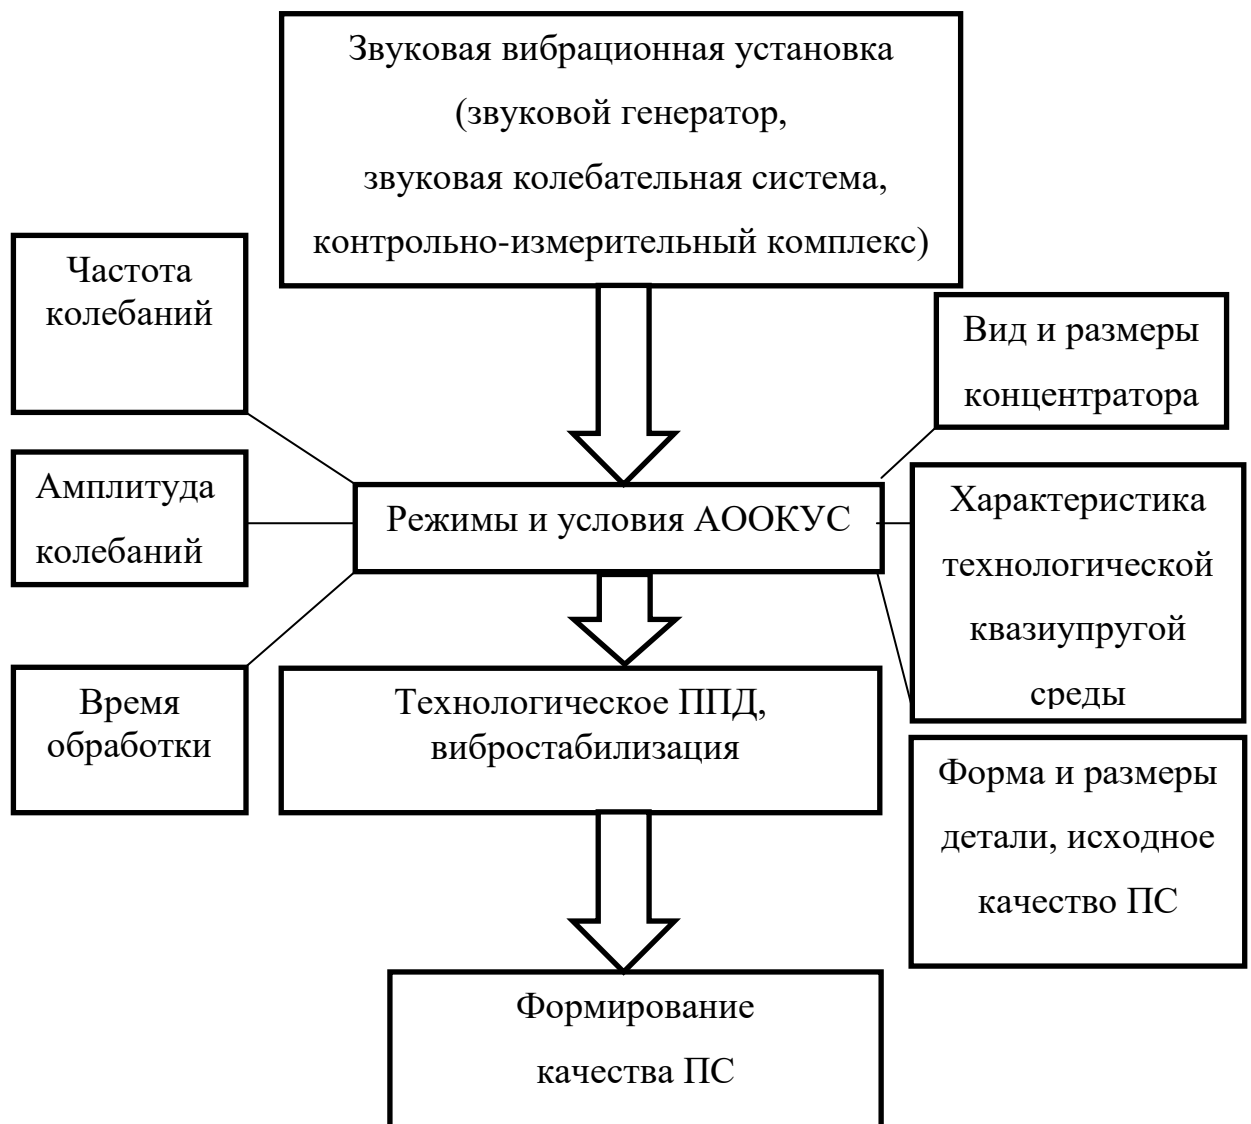 Звуковая вибрационная установка
(звуковой генератор,
звуковая колебательная система,
контрольно-измерительный комплекс)
Частота
колебаний
Вид и размеры
концентратора
Амплитуда
колебаний
Режимы и условия АООКУС
Характеристика
технологической
квазиупругой
среды
Время
обработки
Технологическое ППД,
вибростабилизация
Форма и размеры
детали, исходное
качество ПС
Формирование
качества ПС